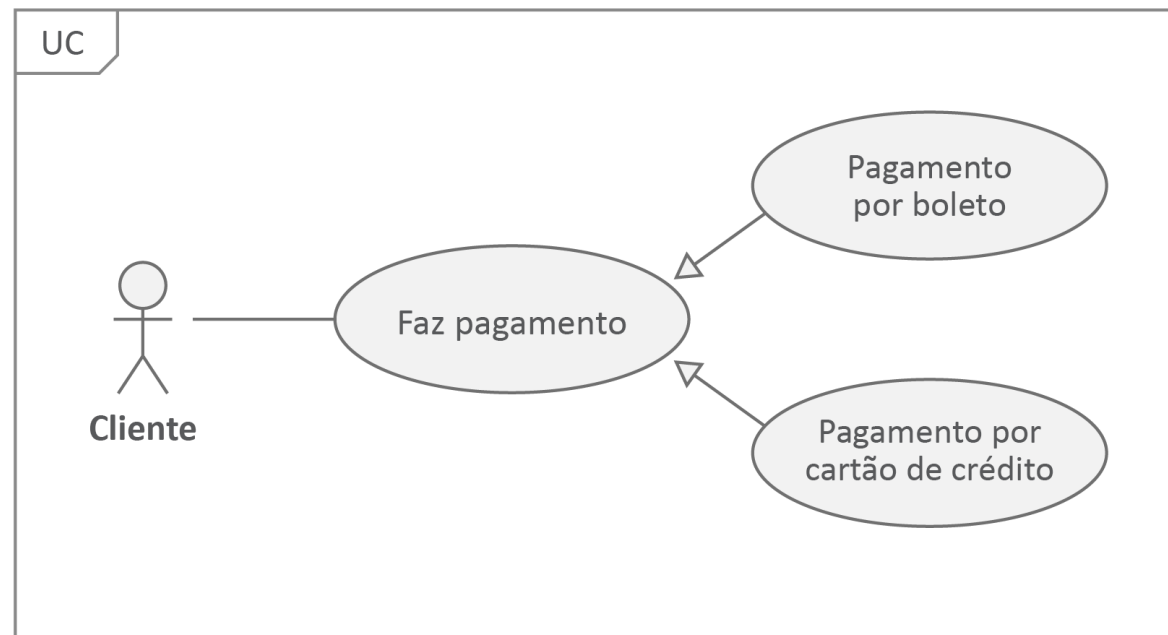 UC
Pagamento
por boleto
Faz pagamento
Cliente
Pagamento por
cartão de crédito